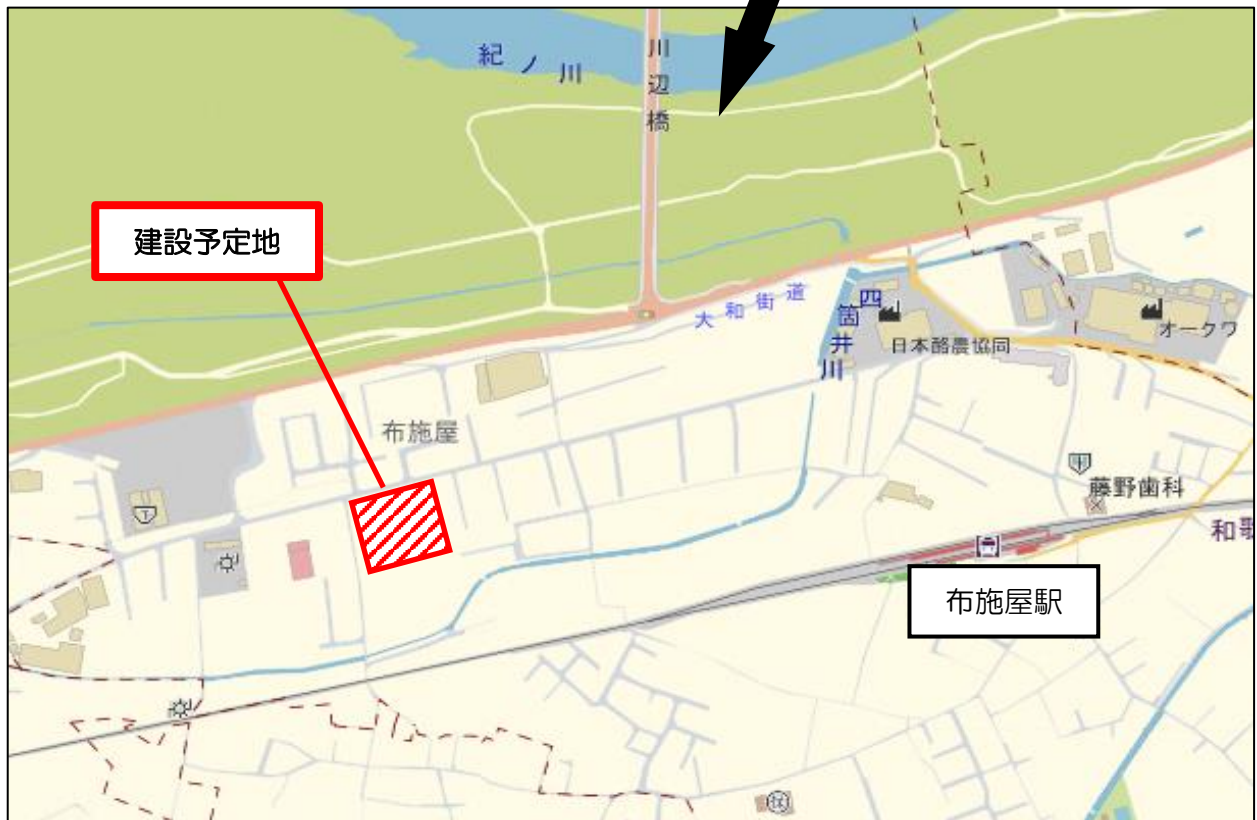 紀ノ川
川辺橋
建設予定地
大和街道
四箇井川
日本酪農協同
オークワ
布施屋
藤野歯科
和歌
布施屋駅